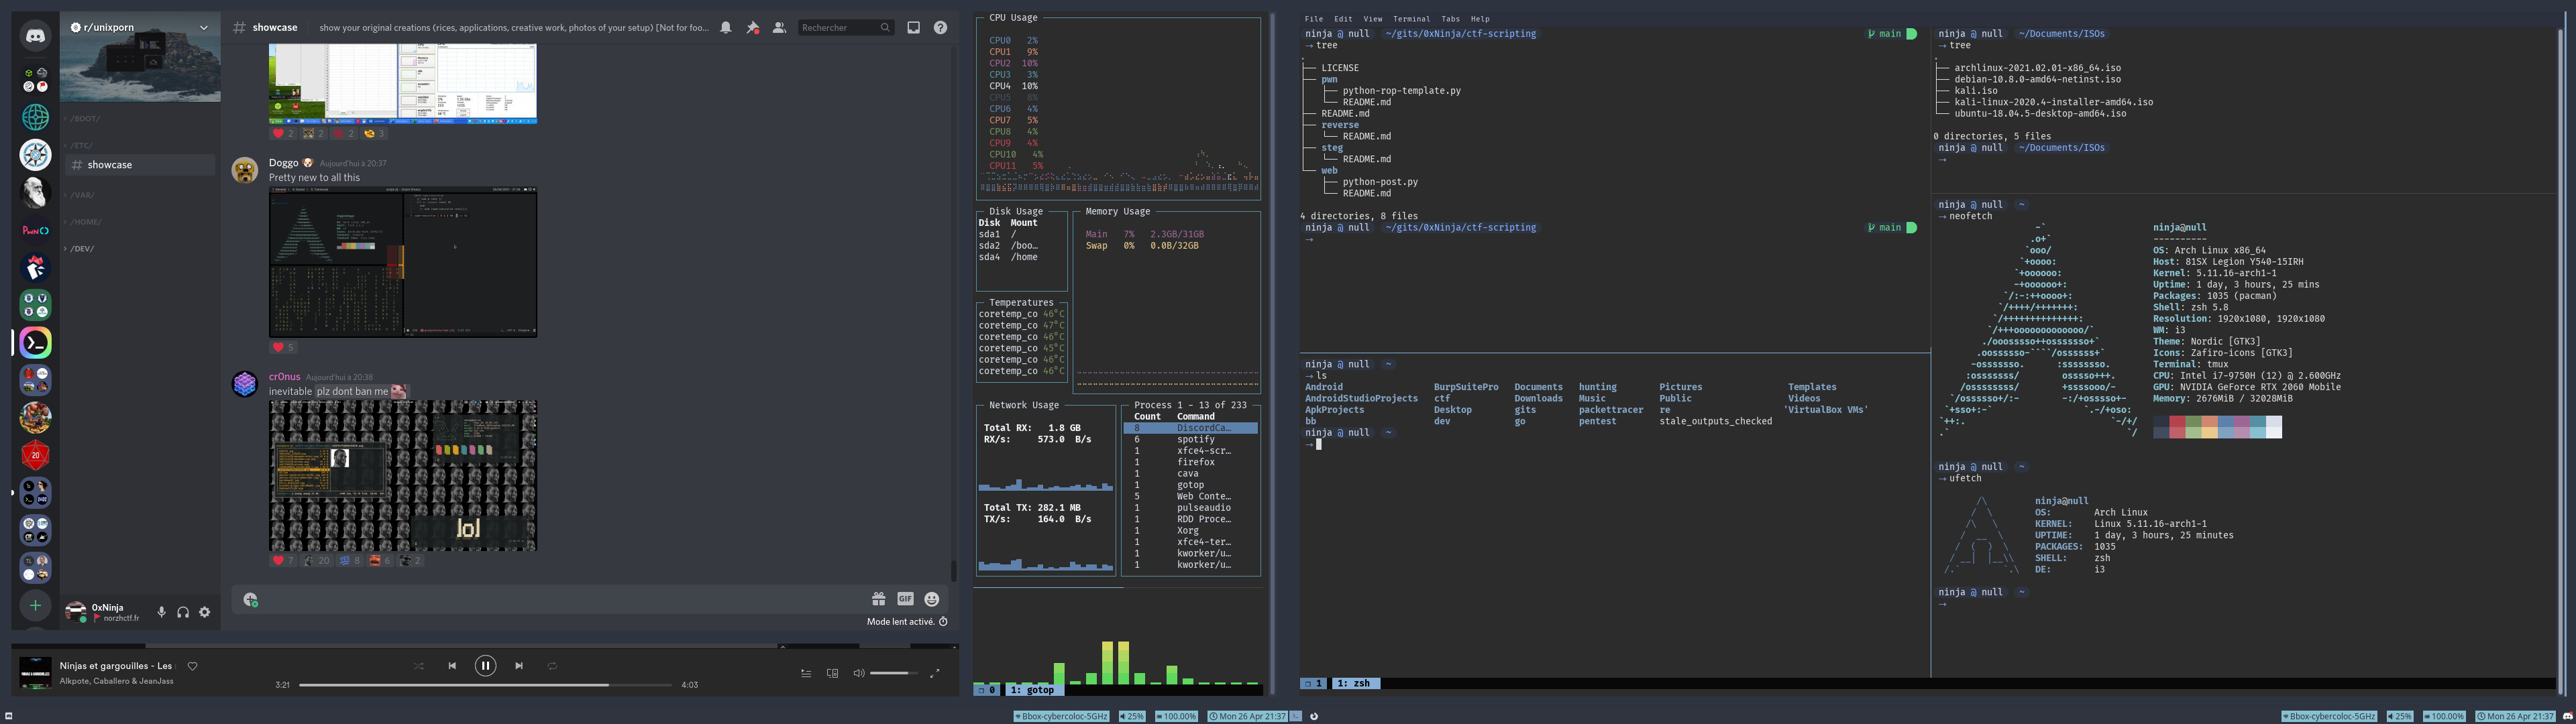 r/unixporn
/BOOT/
/ETC/
# showcase
/VAR/
/HOME/
/DEV/
0xNinja
norzhctf.fr
# showcase
show your original creations (rices, applications, creative work, photos of your setup) [Not for foo...
Rechercher
2 2 2 3
Doggo Aujourd'hui à 20:37
Pretty new to all this
5
cr0nus Aujourd'hui à 20:38
inevitable plz dont ban me
lol
7 20 8 6 2
GIF
Mode lent activé.
Ninjas et gargouilles - Les
Alkpote, Caballero & JeanJass
3:21
4:03
CPU Usage
CPU0 2%
CPU1 9%
CPU2 10%
CPU3 3%
CPU4 10%
CPU5 8%
CPU6 4%
CPU7 5%
CPU8 4%
CPU9 4%
CPU10 4%
CPU11 5%
Disk Usage
Disk Mount
sda1 /
sda2 /boo…
sda4 /home
Memory Usage
Main 7% 2.3GB/31GB
Swap 0% 0.0B/32GB
Temperatures
coretemp_co 46°C
coretemp_co 47°C
coretemp_co 46°C
coretemp_co 45°C
coretemp_co 46°C
coretemp_co 46°C
Network Usage
Total RX: 1.8 GB
RX/s: 573.0 B/s
Total TX: 282.1 MB
TX/s: 164.0 B/s
Process 1 - 13 of 233
Count Command
8 DiscordCa…
6 spotify
1 xfce4-scr…
1 firefox
1 cava
1 gotop
5 Web Conte…
1 pulseaudio
1 RDD Proce…
1 Xorg
1 xfce4-ter…
1 kworker/u…
1 kworker/u…
0 1: gotop
File Edit View Terminal Tabs Help
ninja @ null ~/gits/0xNinja/ctf-scripting main
→ tree
.
├── LICENSE
├── pwn
│   ├── python-rop-template.py
│   └── README.md
├── README.md
├── reverse
│   └── README.md
├── steg
│   └── README.md
└── web
    ├── python-post.py
    └── README.md
4 directories, 8 files
ninja @ null ~/gits/0xNinja/ctf-scripting main
→
ninja @ null ~
→ ls
Android BurpSuitePro Documents hunting Pictures Templates
AndroidStudioProjects ctf Downloads Music Public Videos
ApkProjects Desktop gits packettracer re 'VirtualBox VMs'
bb dev go pentest stale_outputs_checked
ninja @ null ~
→
ninja @ null ~/Documents/ISOs
→ tree
.
├── archlinux-2021.02.01-x86_64.iso
├── debian-10.8.0-amd64-netinst.iso
├── kali.iso
├── kali-linux-2020.4-installer-amd64.iso
└── ubuntu-18.04.5-desktop-amd64.iso
0 directories, 5 files
ninja @ null ~/Documents/ISOs
→
ninja @ null ~
→ neofetch
ninja@null
----------
OS: Arch Linux x86_64
Host: 81SX Legion Y540-15IRH
Kernel: 5.11.16-arch1-1
Uptime: 1 day, 3 hours, 25 mins
Packages: 1035 (pacman)
Shell: zsh 5.8
Resolution: 1920x1080, 1920x1080
WM: i3
Theme: Nordic [GTK3]
Icons: Zafiro-icons [GTK3]
Terminal: tmux
CPU: Intel i7-9750H (12) @ 2.600GHz
GPU: NVIDIA GeForce RTX 2060 Mobile
Memory: 2676MiB / 32028MiB
ninja @ null ~
→ ufetch
ninja@null
OS: Arch Linux
KERNEL: Linux 5.11.16-arch1-1
UPTIME: 1 day, 3 hours, 25 minutes
PACKAGES: 1035
SHELL: zsh
DE: i3
ninja @ null ~
→
1 1: zsh
Bbox-cybercoloc-5GHz 25% 100.00% Mon 26 Apr 21:37
Bbox-cybercoloc-5GHz 25% 100.00% Mon 26 Apr 21:37